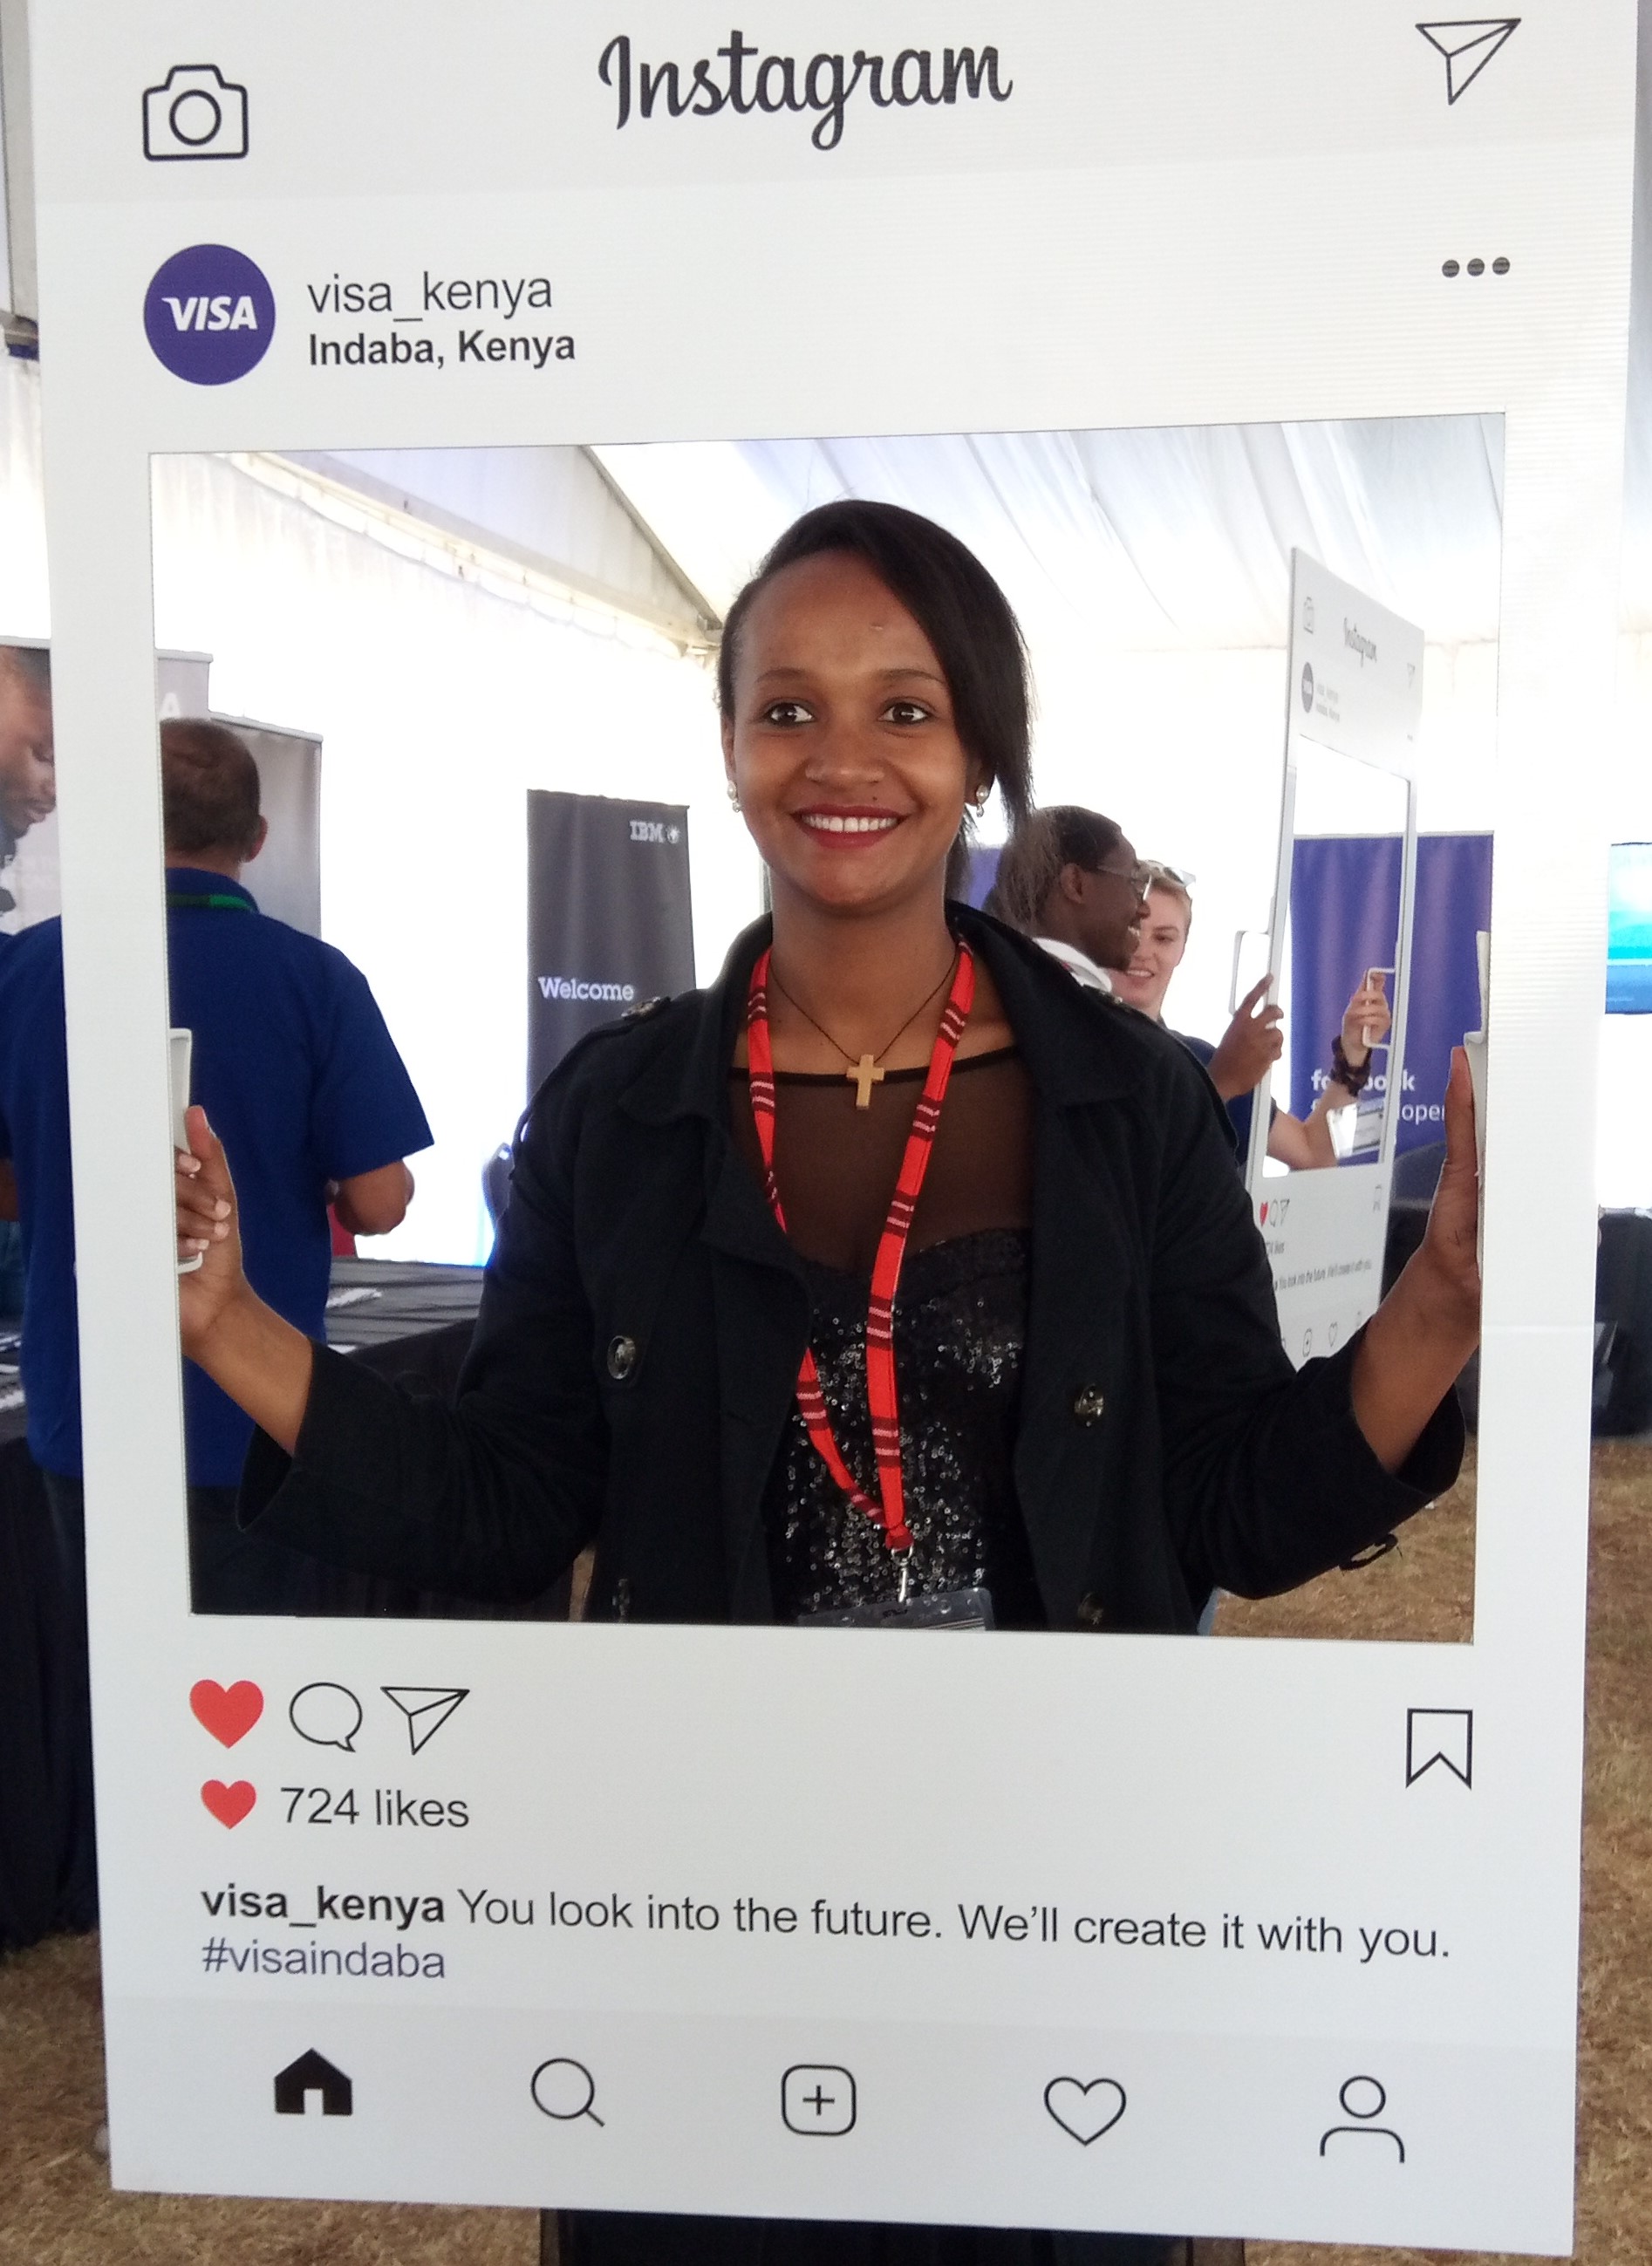 Instagram
VISA
visa_kenya
Indaba, Kenya
A
IBM
Welcome
Instagram
724 likes
visa_kenya You look into the future. We'll create it with you.
#visaindaba